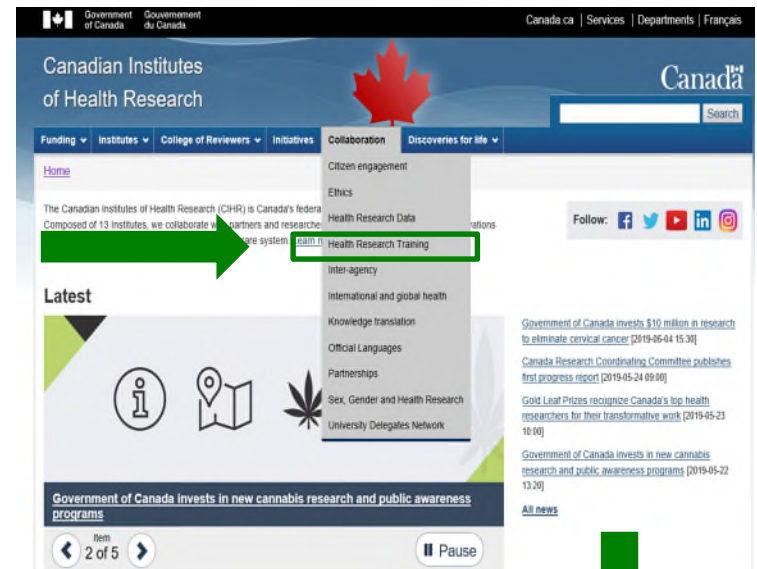 Government of Canada
Gouvernement du Canada
Canada.ca | Services | Departments | Français
Canadian Institutes
of Health Research
Canadä
Search
Funding Institutes College of Reviewers Initiatives Collaboration Discoveries for life
Home
Citizen engagement
Ethics
Health Research Data
Health Research Training
Inter-agency
International and global health
Knowledge translation
Official Languages
Partnerships
Sex, Gender and Health Research
University Delegates Network
The Canadian Institutes of Health Research (CIHR) is Canada's federa
Composed of 13 Institutes, we collaborate with partners and researche
care system. Learn
Follow:
Latest
Government of Canada invests $10 million in research
to eliminate cervical cancer [2019-06-04 15:30]
Canada Research Coordinating Committee publishes
first progress report [2019-05-24 09:00]
Gold Leaf Prizes recognize Canada's top health
researchers for their transformative work [2019-05-23
10:00]
Government of Canada invests in new cannabis
research and public awareness programs [2019-05-22
13:20]
All news
Government of Canada invests in new cannabis research and public awareness
programs
Item
2 of 5
Pause